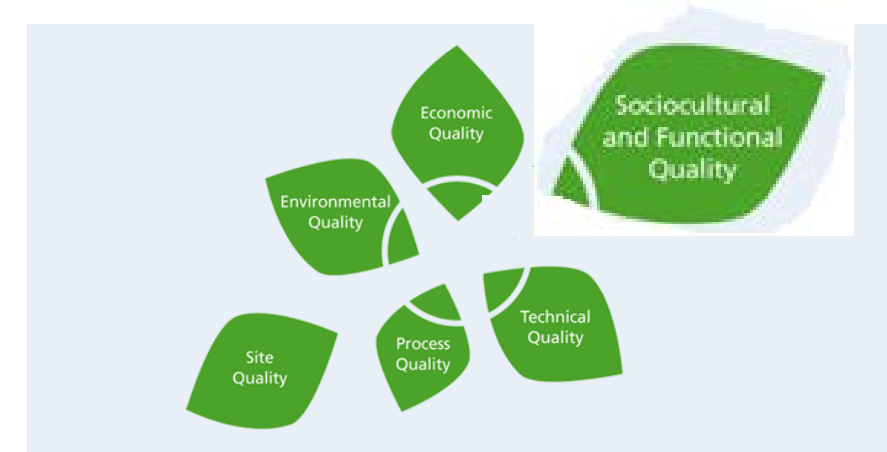 Economic
Quality
Sociocultural
and Functional
Quality
Environmental
Quality
Technical
Quality
Process
Quality
Site
Quality